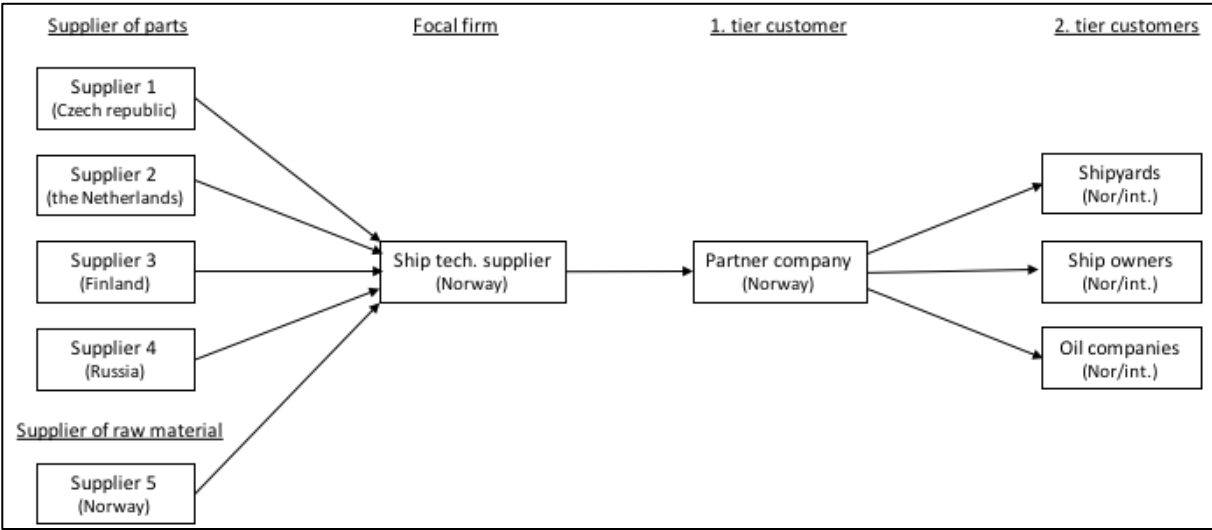 Supplier of parts
Focal firm
1. tier customer
2. tier customers
Supplier 1
(Czech republic)
Supplier 2
(the Netherlands)
Supplier 3
(Finland)
Supplier 4
(Russia)
Supplier of raw material
Supplier 5
(Norway)
Ship tech. supplier
(Norway)
Partner company
(Norway)
Shipyards
(Nor/int.)
Ship owners
(Nor/int.)
Oil companies
(Nor/int.)